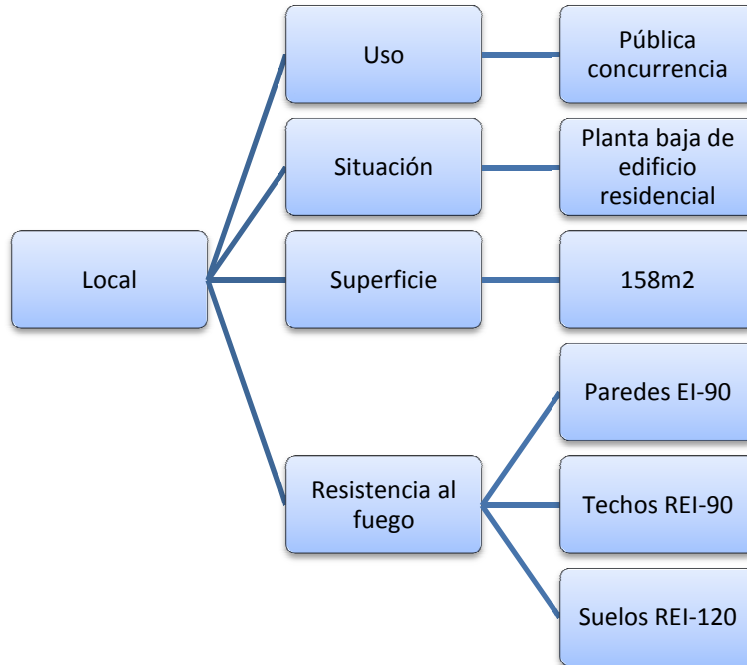 Local
Uso
Pública
concurrencia
Situación
Planta baja de
edificio
residencial
Superficie
158m2
Resistencia al
fuego
Paredes EI-90
Techos REI-90
Suelos REI-120